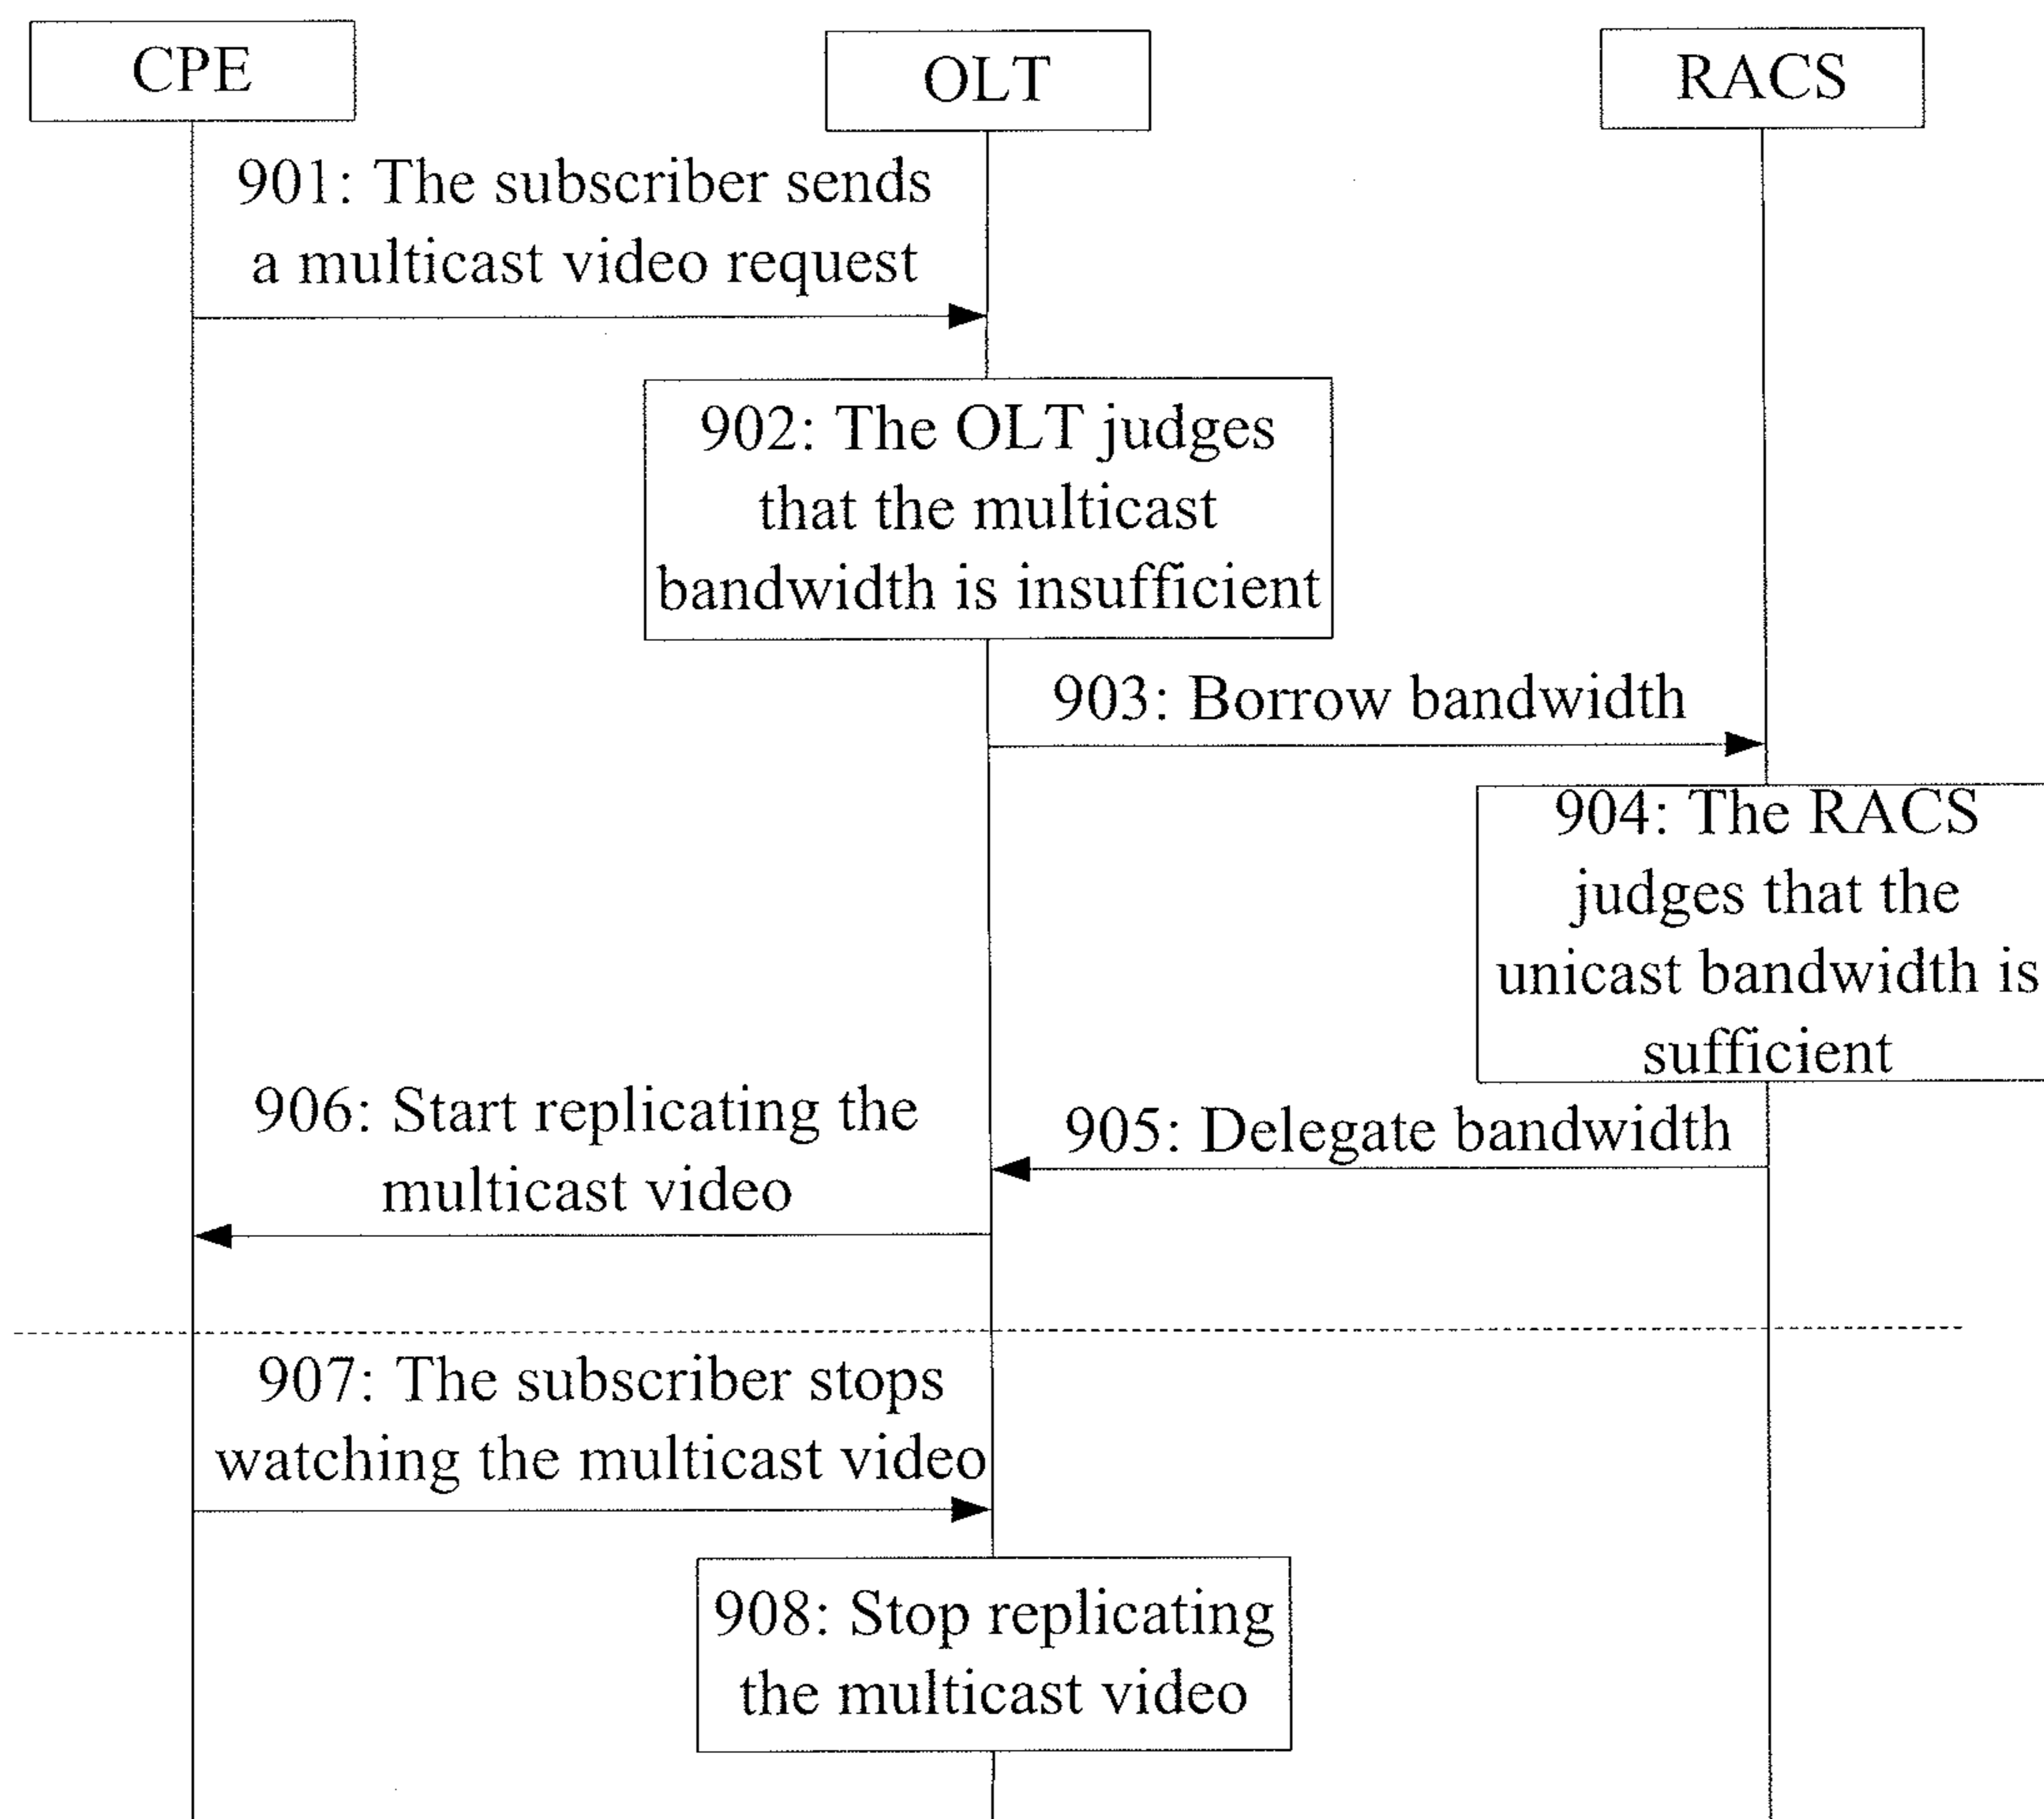 CPE
OLT
RACS
901: The subscriber sends
a multicast video request
902: The OLT judges
that the multicast
bandwidth is insufficient
903: Borrow bandwidth
904: The RACS
judges that the
unicast bandwidth is
sufficient
905: Delegate bandwidth
906: Start replicating the
multicast video
907: The subscriber stops
watching the multicast video
908: Stop replicating
the multicast video